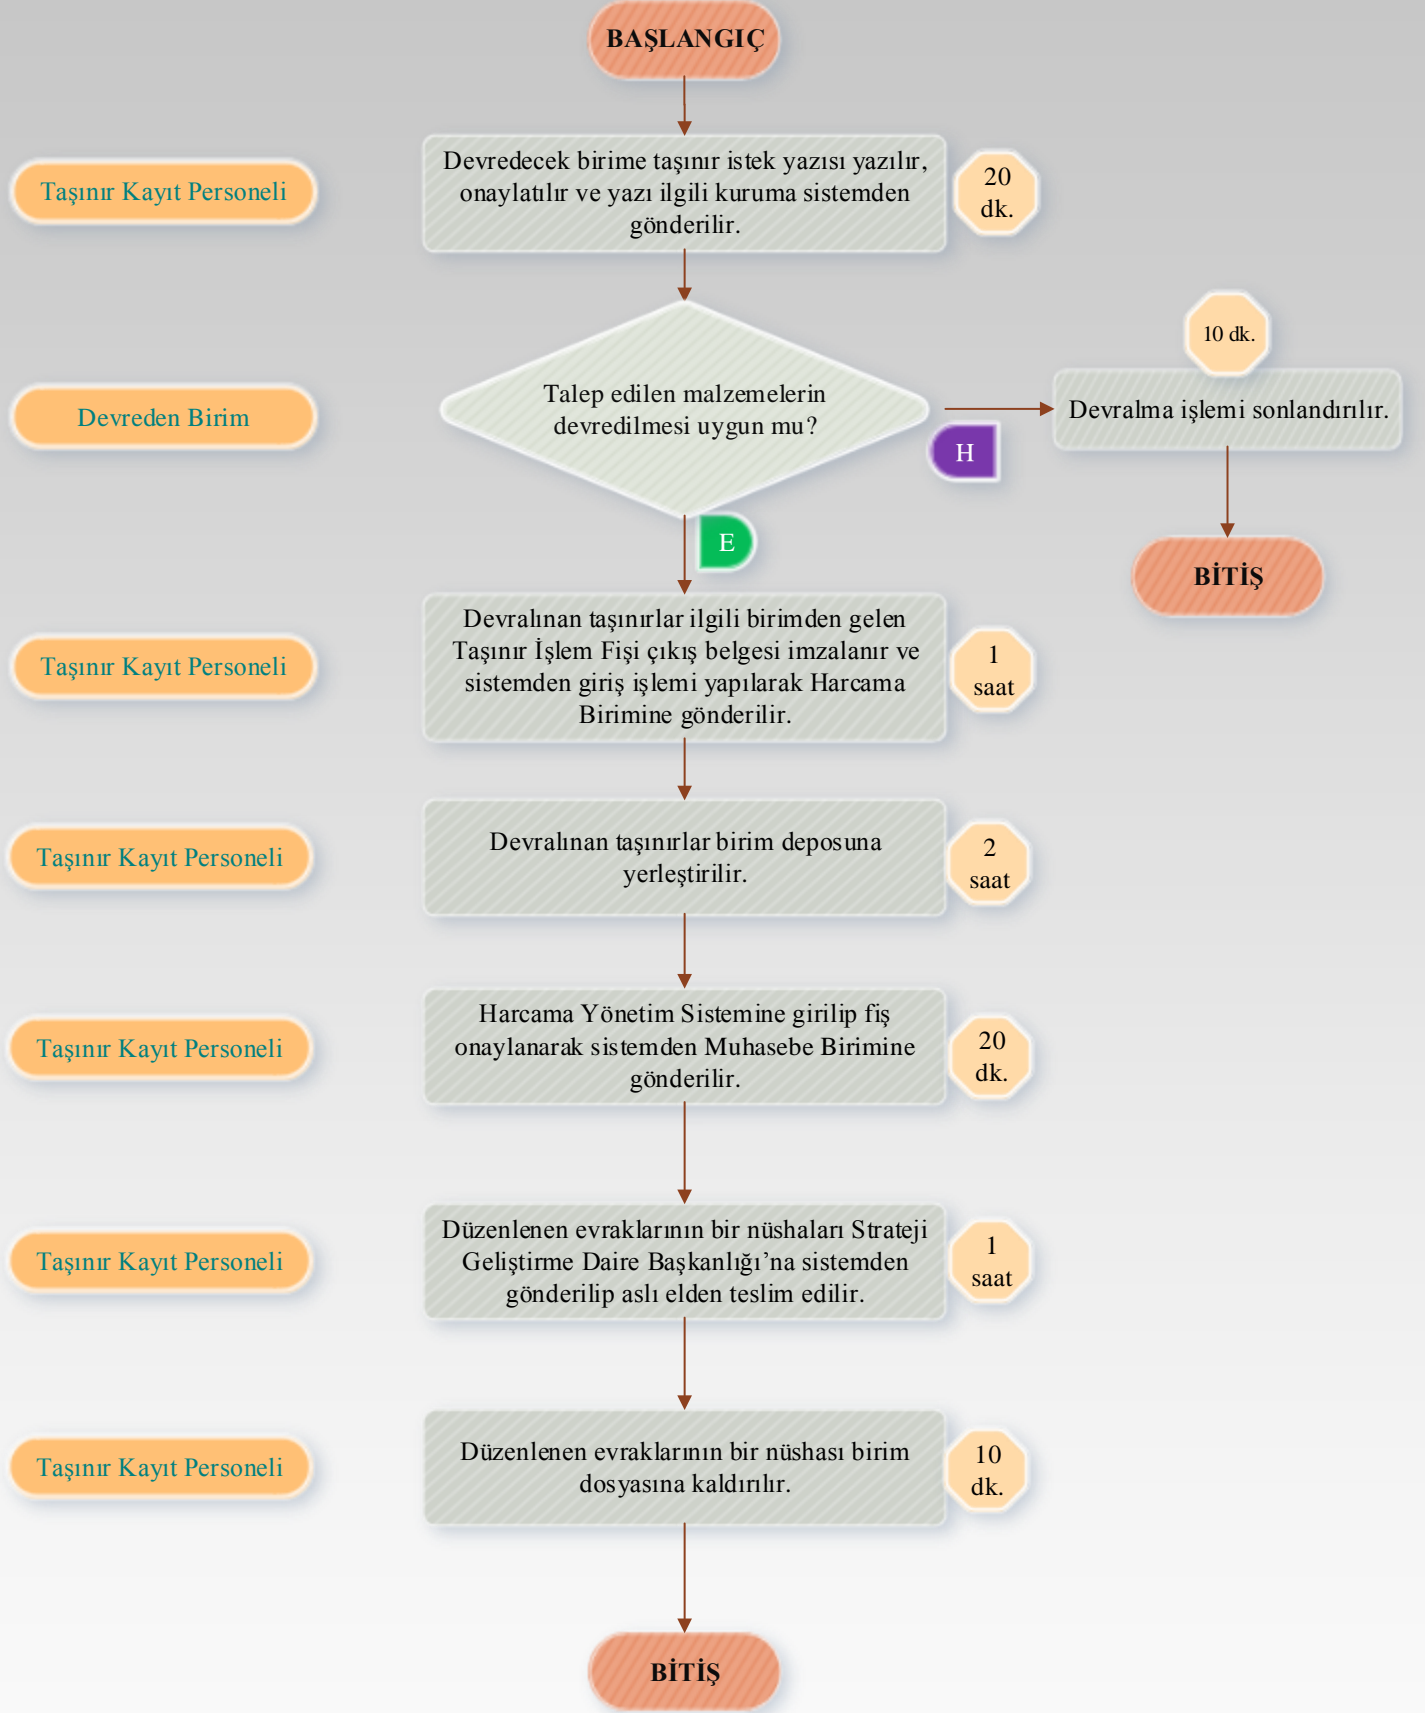 BAŞLANGIÇ
Taşınır Kayıt Personeli
Devredecek birime taşınır istek yazısı yazılır,
onaylatılır ve yazı ilgili kuruma sistemden
gönderilir.
20
dk.
Devreden Birim
Talep edilen malzemelerin
devredilmesi uygun mu?
H
10 dk.
Devralma işlemi sonlandırılır.
BİTİŞ
E
Taşınır Kayıt Personeli
Devralınan taşınırlar ilgili birimden gelen
Taşınır İşlem Fişi çıkış belgesi imzalanır ve
sistemden giriş işlemi yapılarak Harcama
Birimine gönderilir.
1
saat
Taşınır Kayıt Personeli
Devralınan taşınırlar birim deposuna
yerleştirilir.
2
saat
Taşınır Kayıt Personeli
Harcama Yönetim Sistemine girilip fiş
onaylanarak sistemden Muhasebe Birimine
gönderilir.
20
dk.
Taşınır Kayıt Personeli
Düzenlenen evraklarının bir nüshaları Strateji
Geliştirme Daire Başkanlığı’na sistemden
gönderilip aslı elden teslim edilir.
1
saat
Taşınır Kayıt Personeli
Düzenlenen evraklarının bir nüshası birim
dosyasına kaldırılır.
10
dk.
BİTİŞ